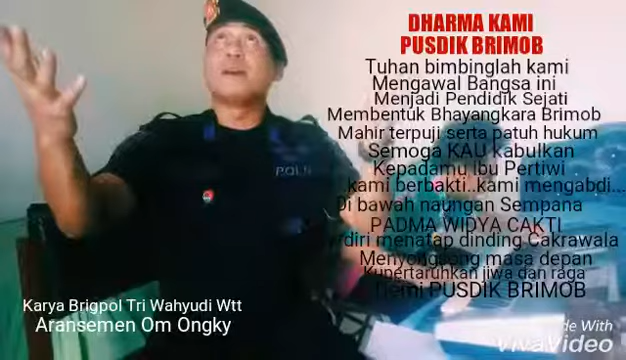 DHARMA KAMI
PUSDIK BRIMOB
Tuhan bimbinglah kami
Mengawal Bangsa ini
Menjadi Pendidik Sejati
Membentuk Bhayangkara Brimob
Mahir terpuji serta patuh hukum
Semoga KAU kabulkan
Kepadamu Ibu Pertiwi
..kami berbakti..kami mengabdi...
Di bawah naungan Sempana
PADMA WIDYA CAKTI
menatap dinding Cakrawala
Menyongsong masa depan
Kupertaruhkan jiwa dan raga
Demi PUSDIK BRIMOB
POLISI
Karya Brigpol Tri Wahyudi Wtt
Aransemen Om Ongky
Made With
VivaVideo